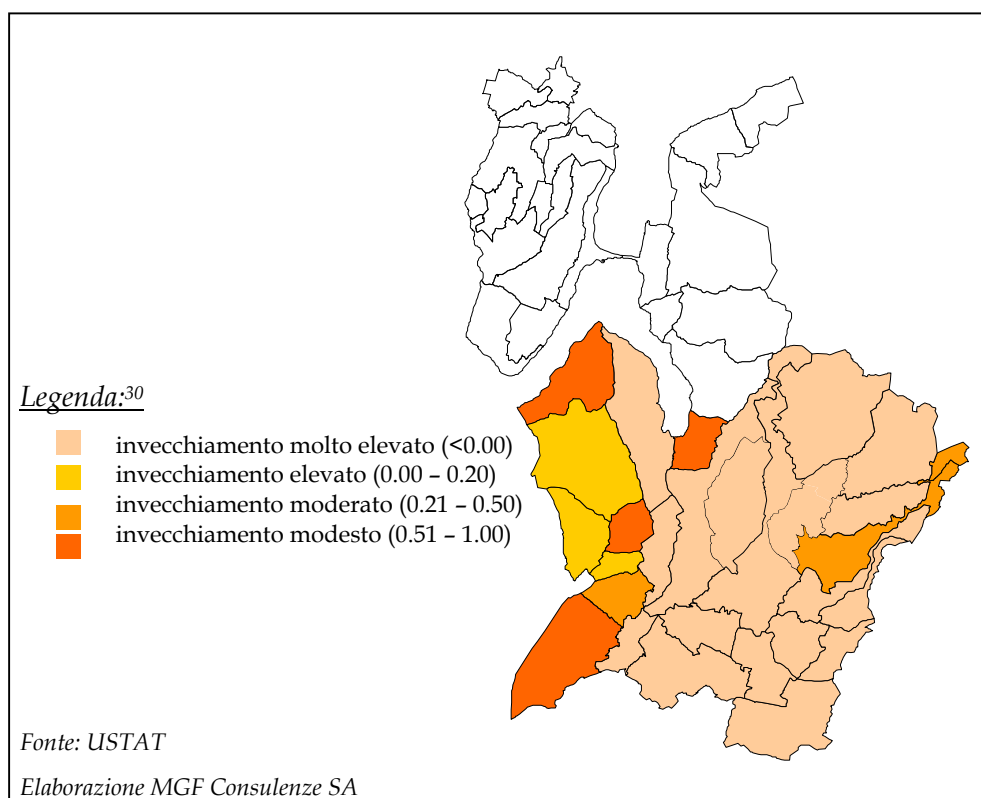 Legenda:30
invecchiamento molto elevato (<0.00)
invecchiamento elevato (0.00 – 0.20)
invecchiamento moderato (0.21 – 0.50)
invecchiamento modesto (0.51 – 1.00)
Fonte: USTAT
Elaborazione MGF Consulenze SA